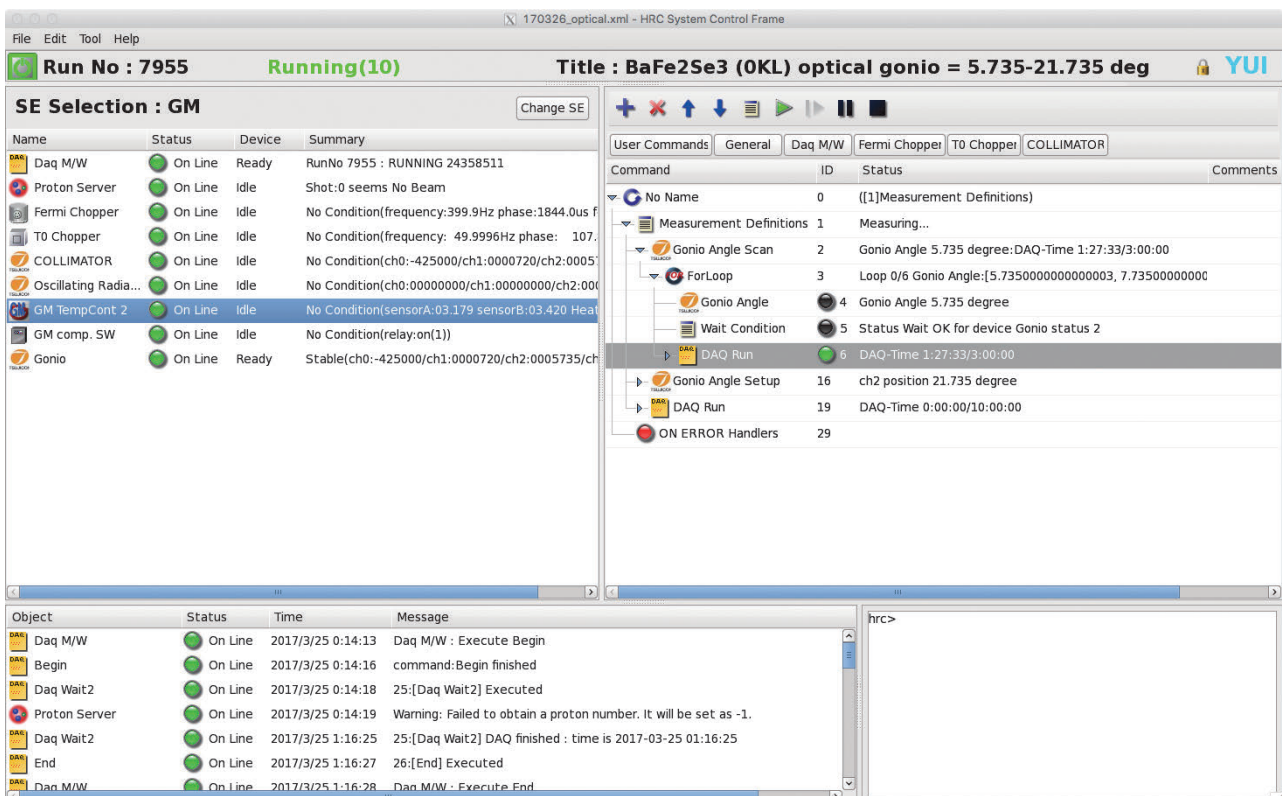 170326_optical.xml - HRC System Control Frame
File Edit Tool Help
Run No : 7955 Running(10) Title : BaFe2Se3 (0KL) optical gonio = 5.735-21.735 deg YUI
SE Selection : GM Change SE
Name Status Device Summary
Daq M/W On Line Ready RunNo 7955 : RUNNING 24358511
Proton Server On Line Idle Shot:0 seems No Beam
Fermi Chopper On Line Idle No Condition(frequency:399.9Hz phase:1844.0us f
T0 Chopper On Line Idle No Condition(frequency: 49.9996Hz phase: 107.
COLLIMATOR On Line Idle No Condition(ch0:-425000/ch1:0000720/ch2:0005
Oscillating Radia... On Line Idle No Condition(ch0:00000000/ch1:00000000/ch2:00
GM TempCont 2 On Line Idle No Condition(sensorA:03.179 sensorB:03.420 Heat
GM comp. SW On Line Idle No Condition(relay:on(1))
Gonio On Line Ready Stable(ch0:-425000/ch1:0000720/ch2:0005735/ch
User Commands General Daq M/W Fermi Chopper T0 Chopper COLLIMATOR
Command ID Status Comments
No Name 0 ([1]Measurement Definitions)
Measurement Definitions 1 Measuring...
Gonio Angle Scan 2 Gonio Angle 5.735 degree:DAQ-Time 1:27:33/3:00:00
ForLoop 3 Loop 0/6 Gonio Angle:[5.7350000000000003, 7.73500000000
Gonio Angle 4 Gonio Angle 5.735 degree
Wait Condition 5 Status Wait OK for device Gonio status 2
DAQ Run 6 DAQ-Time 1:27:33/3:00:00
Gonio Angle Setup 16 ch2 position 21.735 degree
DAQ Run 19 DAQ-Time 0:00:00/10:00:00
ON ERROR Handlers 29
Object Status Time Message
Daq M/W On Line 2017/3/25 0:14:13 Daq M/W : Execute Begin
Begin On Line 2017/3/25 0:14:16 command:Begin finished
Daq Wait2 On Line 2017/3/25 0:14:18 25:[Daq Wait2] Executed
Proton Server On Line 2017/3/25 0:14:19 Warning: Failed to obtain a proton number. It will be set as -1.
Daq Wait2 On Line 2017/3/25 1:16:25 25:[Daq Wait2] DAQ finished : time is 2017-03-25 01:16:25
End On Line 2017/3/25 1:16:27 26:[End] Executed
Daq M/W On Line 2017/3/25 1:16:28 Daq M/W : Execute End
hrc>